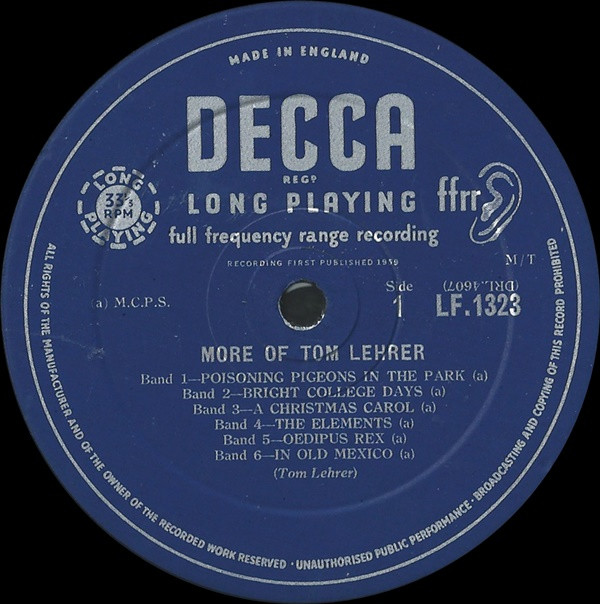 MADE IN ENGLAND
DECCA
REGD
LONG PLAYING
ffrr
LONG
33⅓
RPM
PLAYING
full frequency range recording
RECORDING FIRST PUBLISHED 1959
M/T
(a) M.C.P.S.
Side
1
(DRL.4607)
LF.1323
MORE OF TOM LEHRER
Band 1—POISONING PIGEONS IN THE PARK (a)
Band 2—BRIGHT COLLEGE DAYS (a)
Band 3—A CHRISTMAS CAROL (a)
Band 4—THE ELEMENTS (a)
Band 5—OEDIPUS REX (a)
Band 6—IN OLD MEXICO (a)
(Tom Lehrer)
ALL RIGHTS OF THE MANUFACTURER AND OF THE OWNER OF THE RECORDED WORK RESERVED · UNAUTHORISED PUBLIC PERFORMANCE · BROADCASTING AND COPYING OF THIS RECORD PROHIBITED